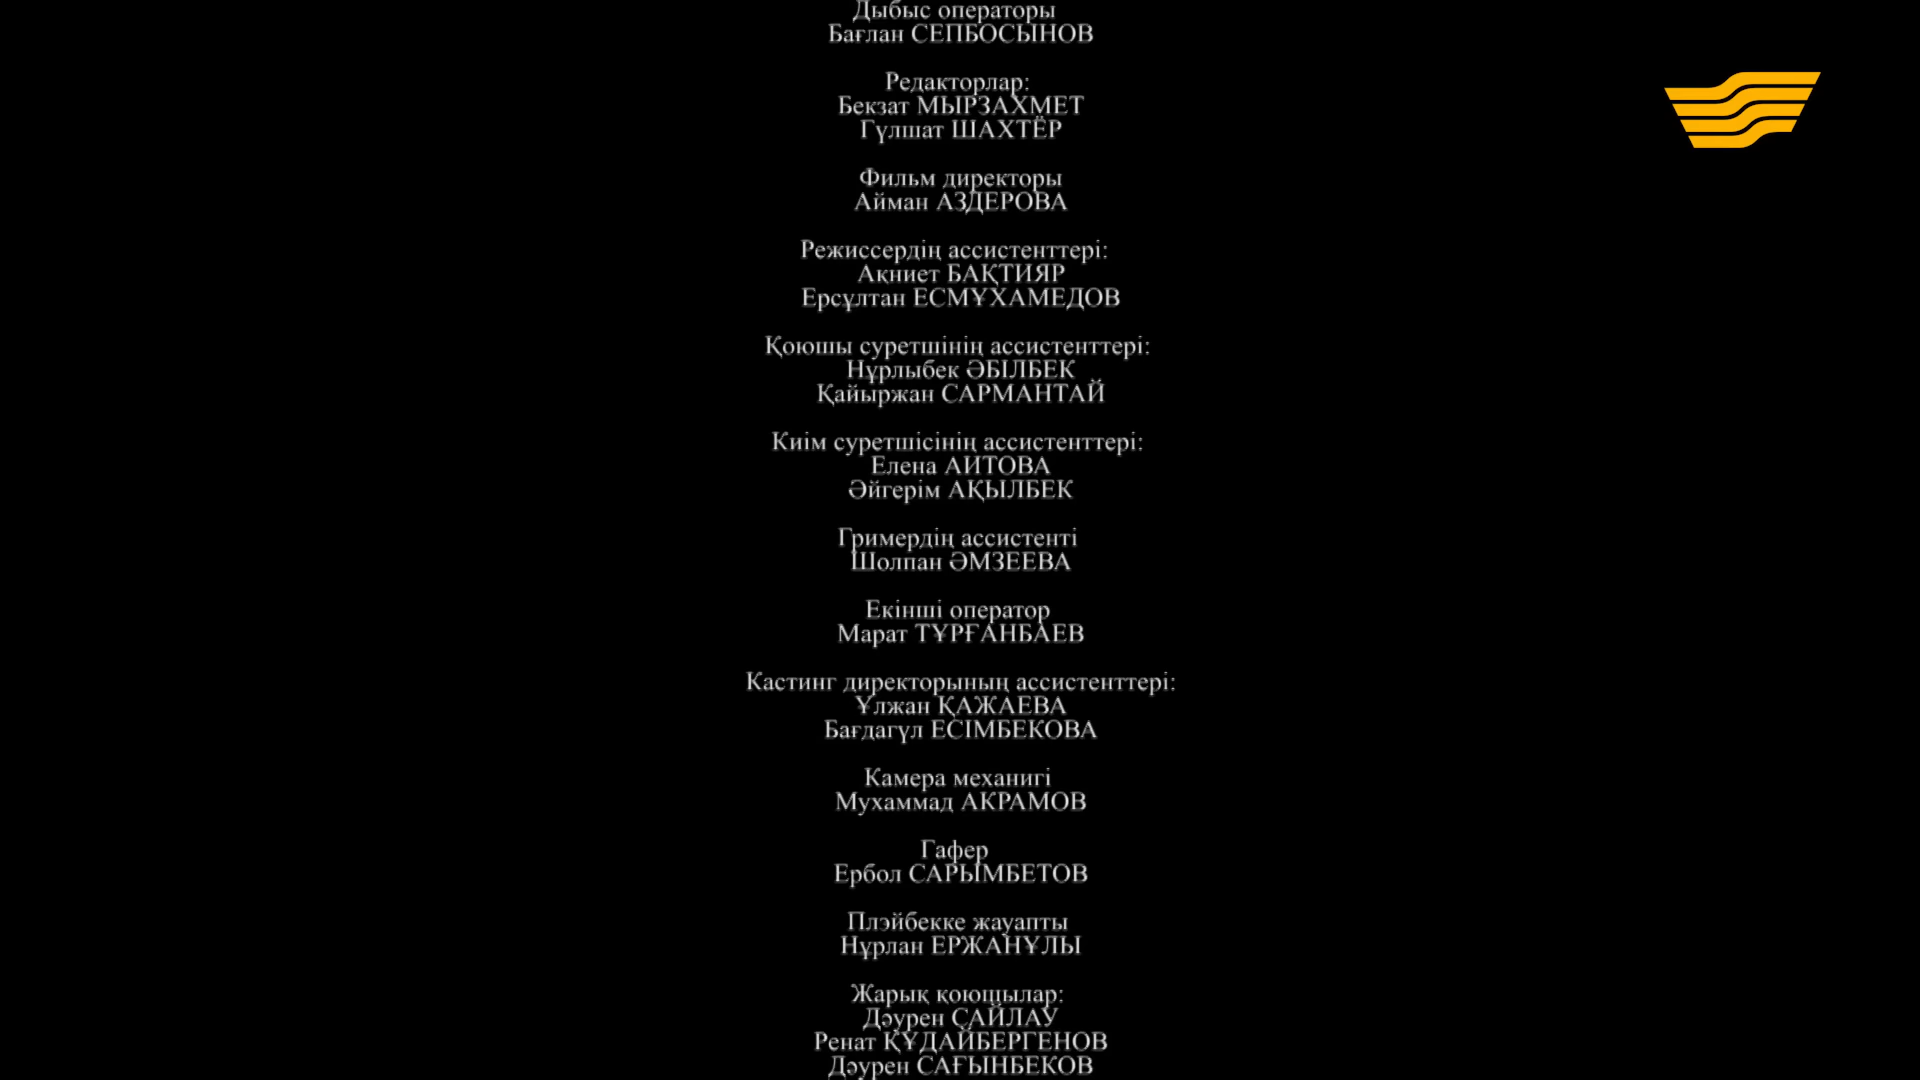 Дыбыс операторы
Бағлан СЕПБОСЫНОВ
Редакторлар:
Бекзат МЫРЗАХМЕТ
Гүлшат ШАХТЁР
Фильм директоры
Айман АЗДЕРОВА
Режиссердің ассистенттері:
Ақниет БАҚТИЯР
Ерсұлтан ЕСМҰХАМЕДОВ
Қоюшы суретшінің ассистенттері:
Нұрлыбек ӘБІЛБЕК
Қайыржан САРМАНТАЙ
Киім суретшісінің ассистенттері:
Елена АИТОВА
Әйгерім АҚЫЛБЕК
Гримердің ассистенті
Шолпан ӘМЗЕЕВА
Екінші оператор
Марат ТҰРҒАНБАЕВ
Кастинг директорының ассистенттері:
Ұлжан ҚАЖАЕВА
Бағдагүл ЕСІМБЕКОВА
Камера механигі
Мухаммад АКРАМОВ
Гафер
Ербол САРЫМБЕТОВ
Плэйбекке жауапты
Нұрлан ЕРЖАНҰЛЫ
Жарық қоюшылар:
Дәурен САЙЛАУ
Ренат ҚҰДАЙБЕРГЕНОВ
Дәурен САҒЫНБЕКОВ